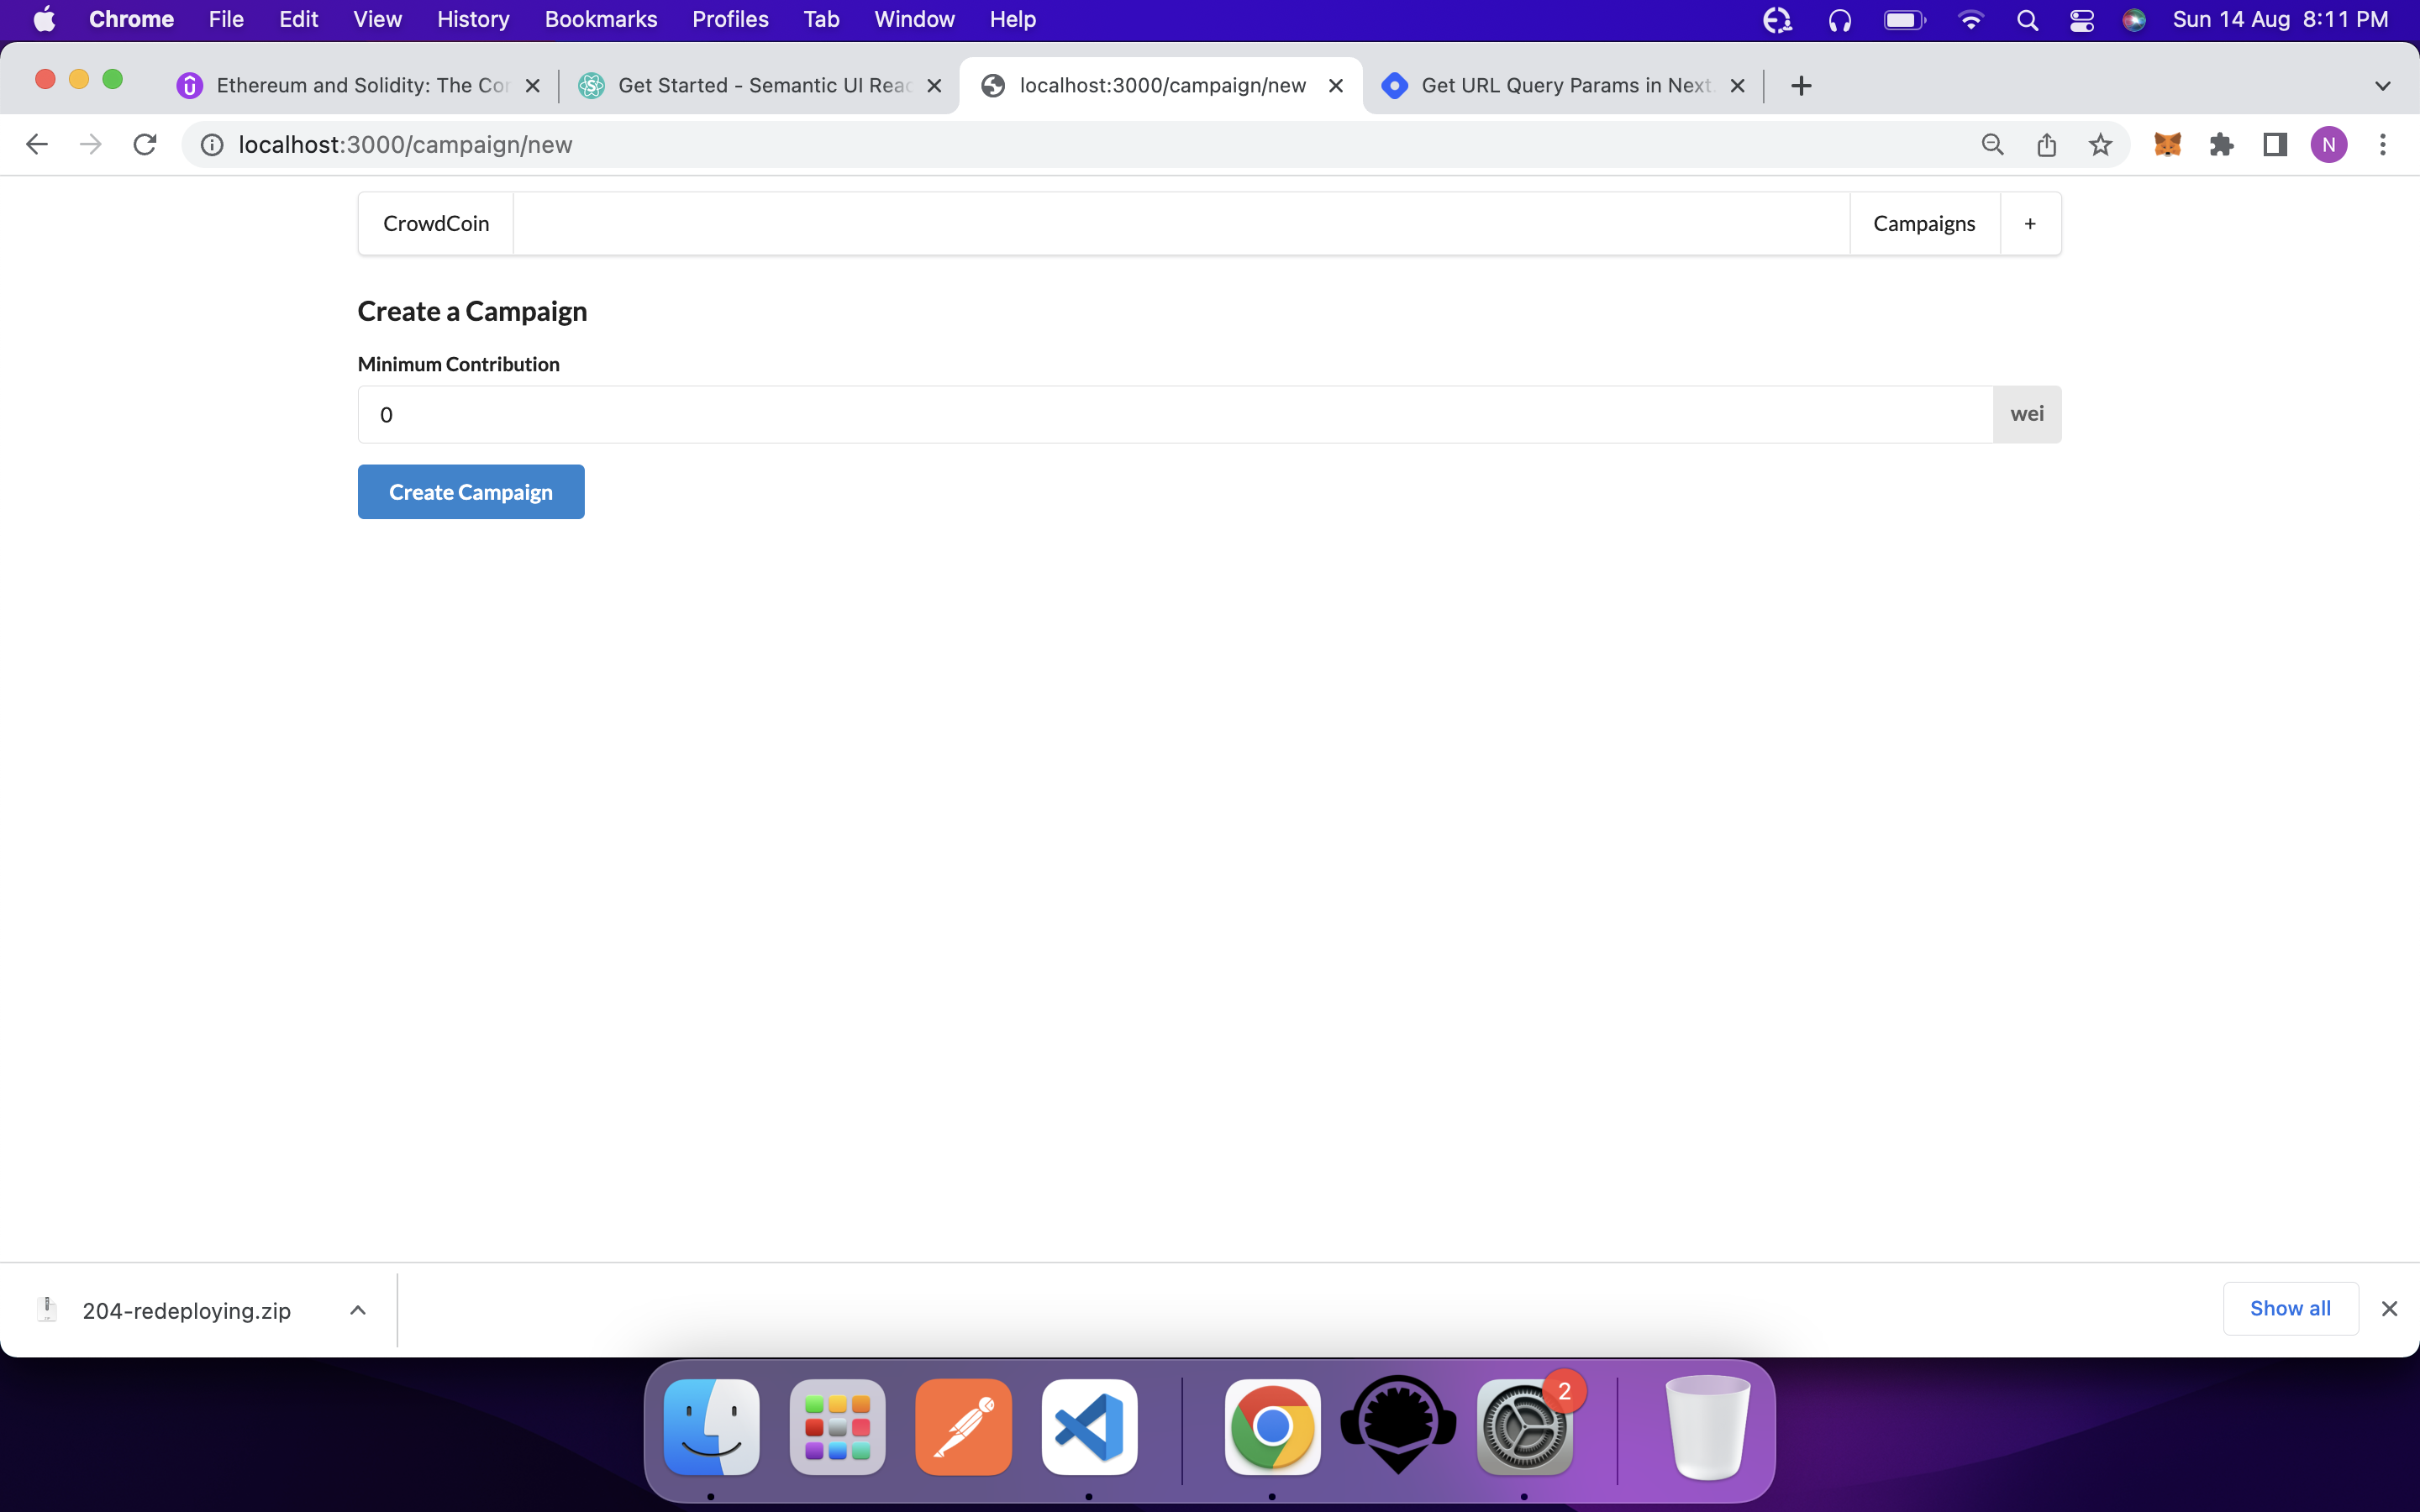 Chrome File Edit View History Bookmarks Profiles Tab Window Help Sun 14 Aug 8:11 PM
Ethereum and Solidity: The Cor Get Started - Semantic UI Reac localhost:3000/campaign/new Get URL Query Params in Next.
localhost:3000/campaign/new N
CrowdCoin Campaigns +
Create a Campaign
Minimum Contribution
0 wei
Create Campaign
204-redeploying.zip Show all
2